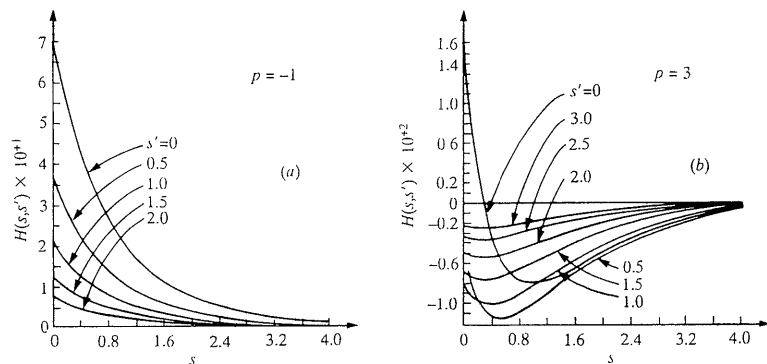 7
6
5
4
3
2
1
0
H(s,s') × 10⁺¹
p = −1
s'=0
0.5
1.0
1.5
2.0
(a)
0 0.8 1.6 2.4 3.2 4.0
s
1.6
1.4
1.0
0.6
0.2
0
−0.2
−0.6
−1.0
H(s,s') × 10⁺²
p = 3
s'=0
3.0
2.5
2.0
(b)
0.5
1.5
1.0
0 0.8 1.6 2.4 3.2 4.0
s